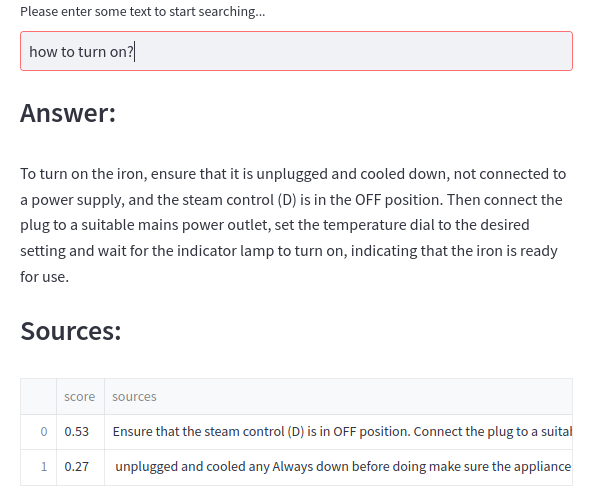 Please enter some text to start searching...
how to turn on?
Answer:
To turn on the iron, ensure that it is unplugged and cooled down, not connected to
a power supply, and the steam control (D) is in the OFF position. Then connect the
plug to a suitable mains power outlet, set the temperature dial to the desired
setting and wait for the indicator lamp to turn on, indicating that the iron is ready
for use.
Sources:
score sources
0 0.53 Ensure that the steam control (D) is in OFF position. Connect the plug to a suital
1 0.27 unplugged and cooled any Always down before doing make sure the appliance